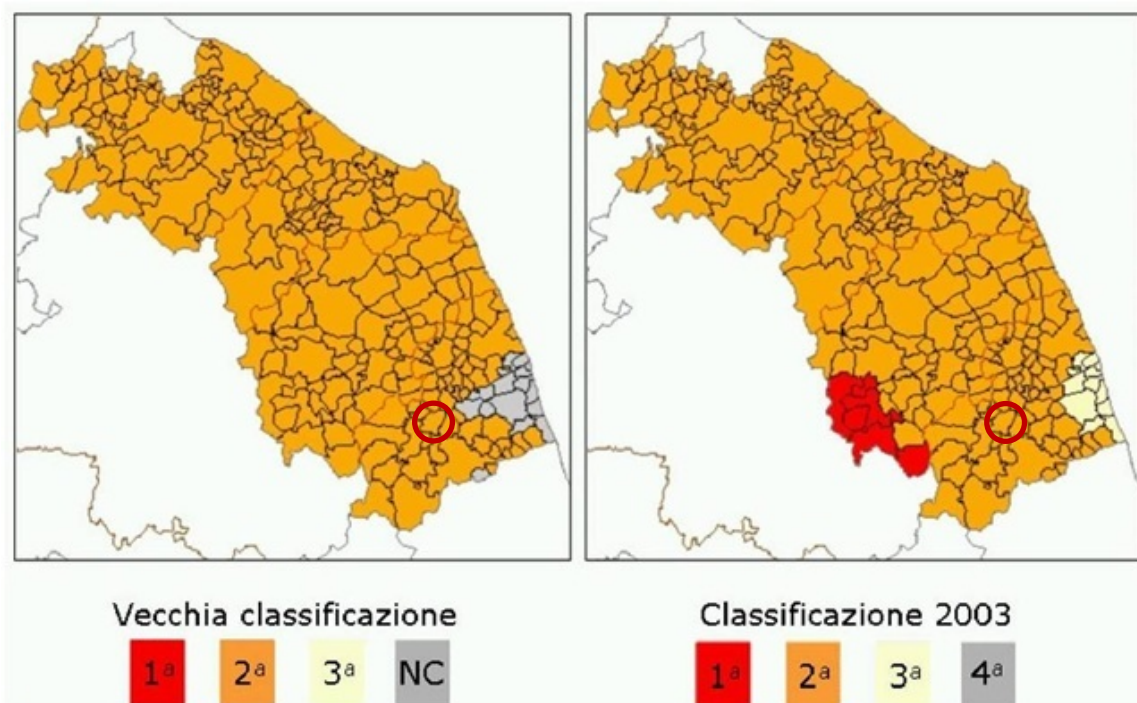 Vecchia classificazione
1ª 2ª 3ª NC
Classificazione 2003
1ª 2ª 3ª 4ª